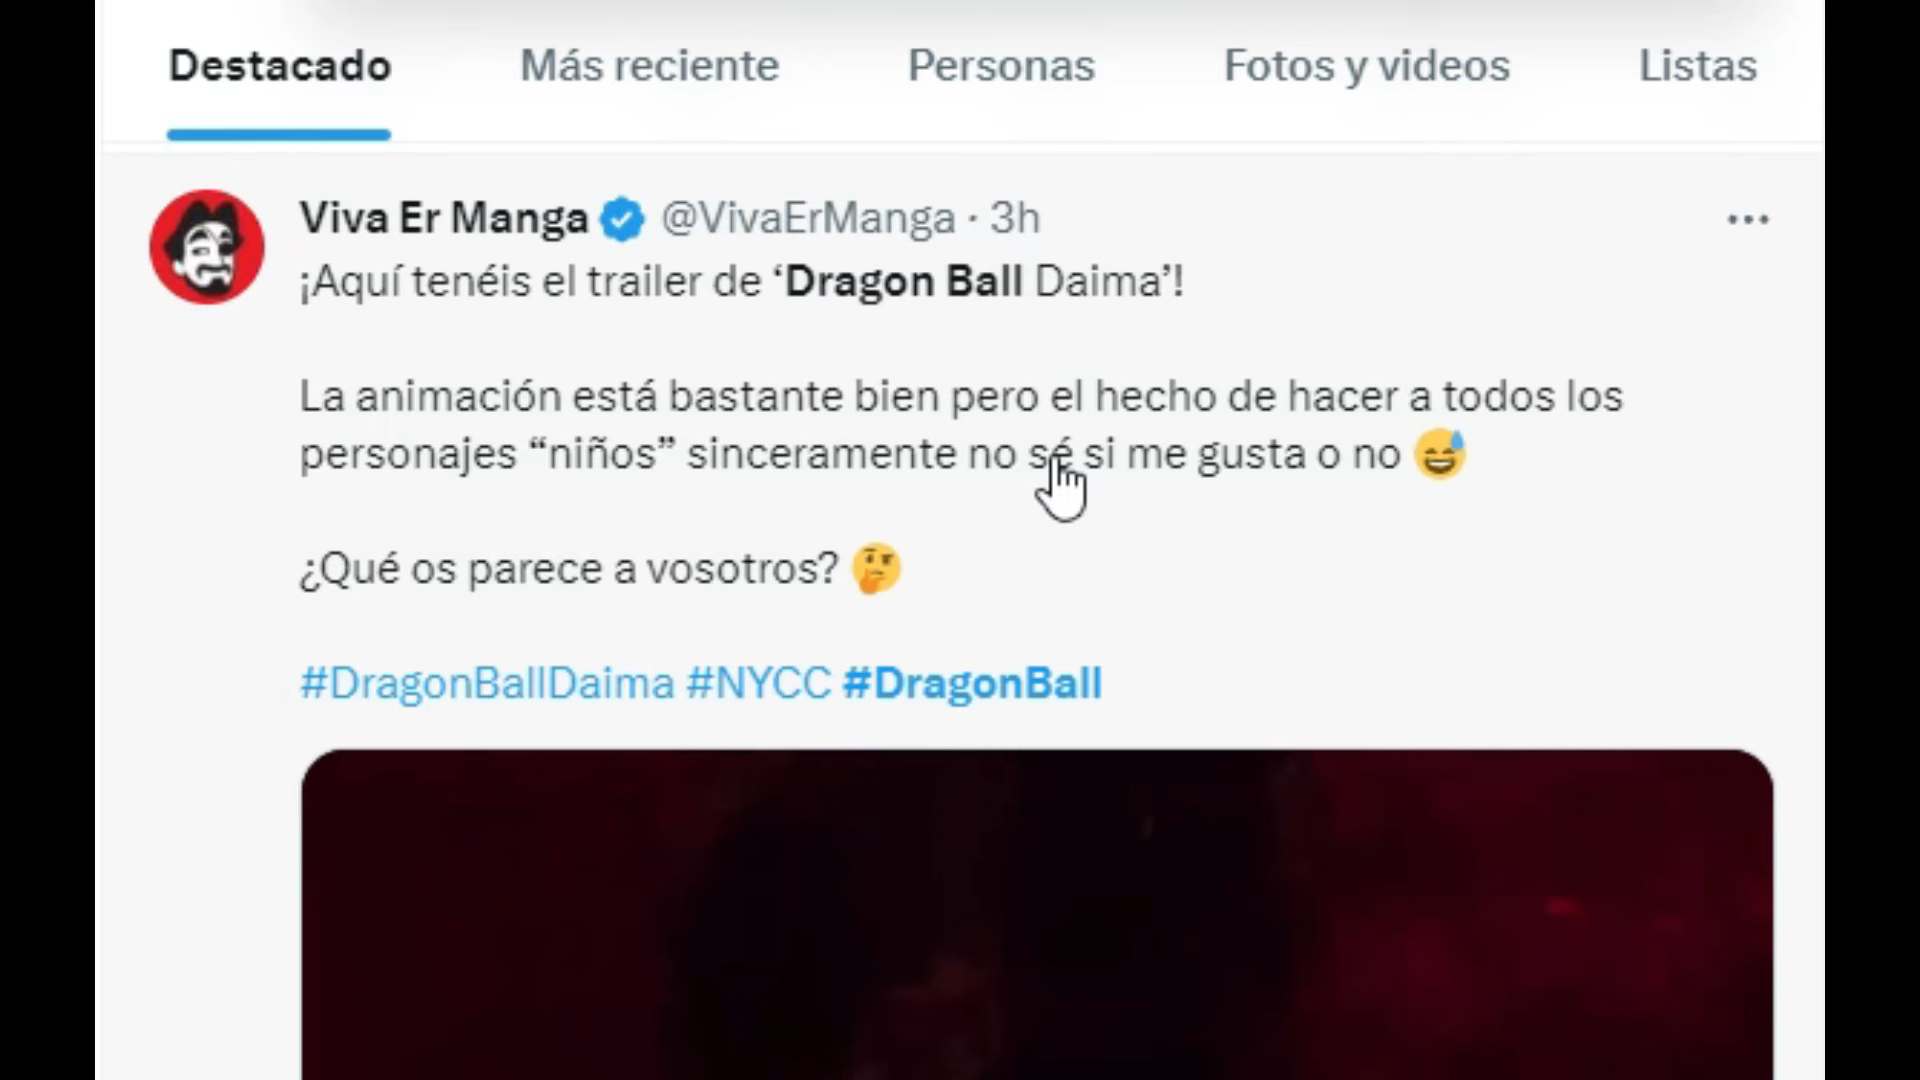 Destacado Más reciente Personas Fotos y videos Listas
Viva Er Manga @VivaErManga · 3h
¡Aquí tenéis el trailer de ‘Dragon Ball Daima’!
La animación está bastante bien pero el hecho de hacer a todos los
personajes “niños” sinceramente no sé si me gusta o no 😅
¿Qué os parece a vosotros? 🤔
#DragonBallDaima #NYCC #DragonBall